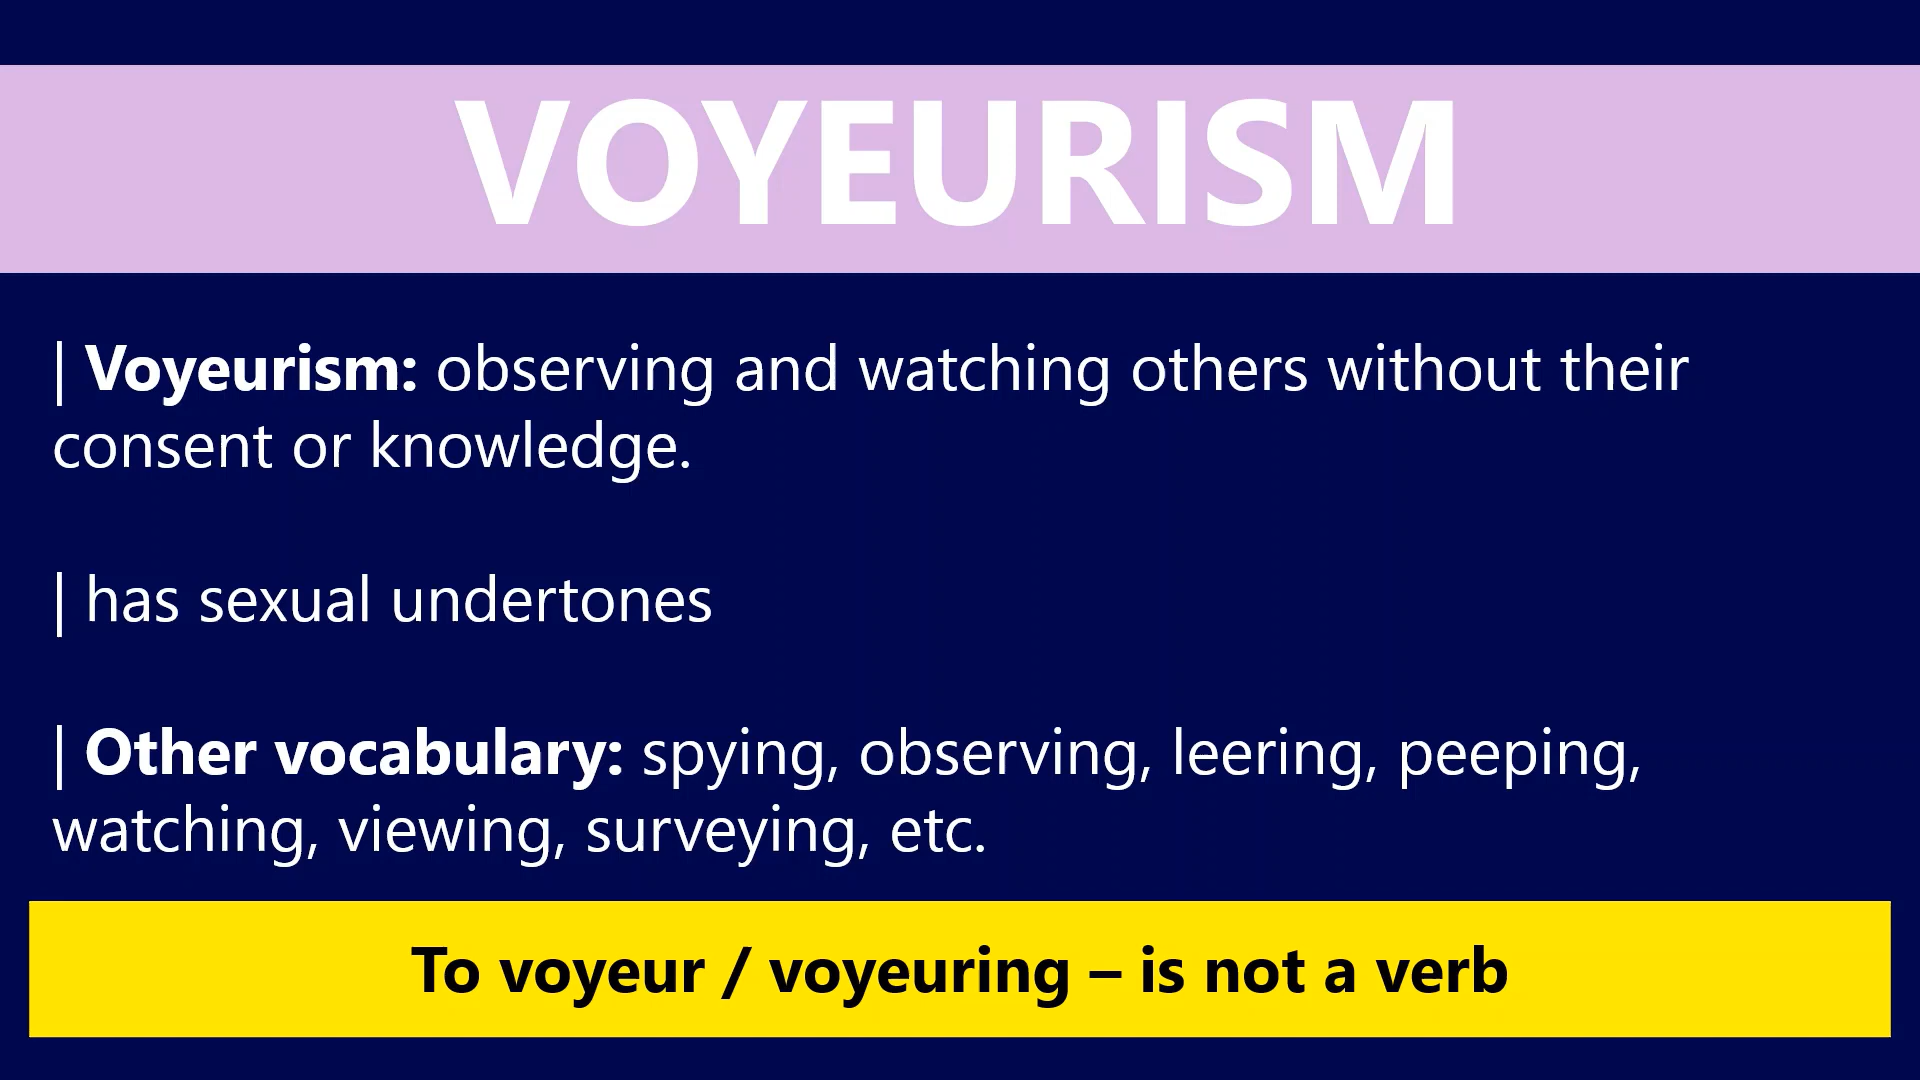 VOYEURISM
| Voyeurism: observing and watching others without their
consent or knowledge.
| has sexual undertones
| Other vocabulary: spying, observing, leering, peeping,
watching, viewing, surveying, etc.
To voyeur / voyeuring – is not a verb